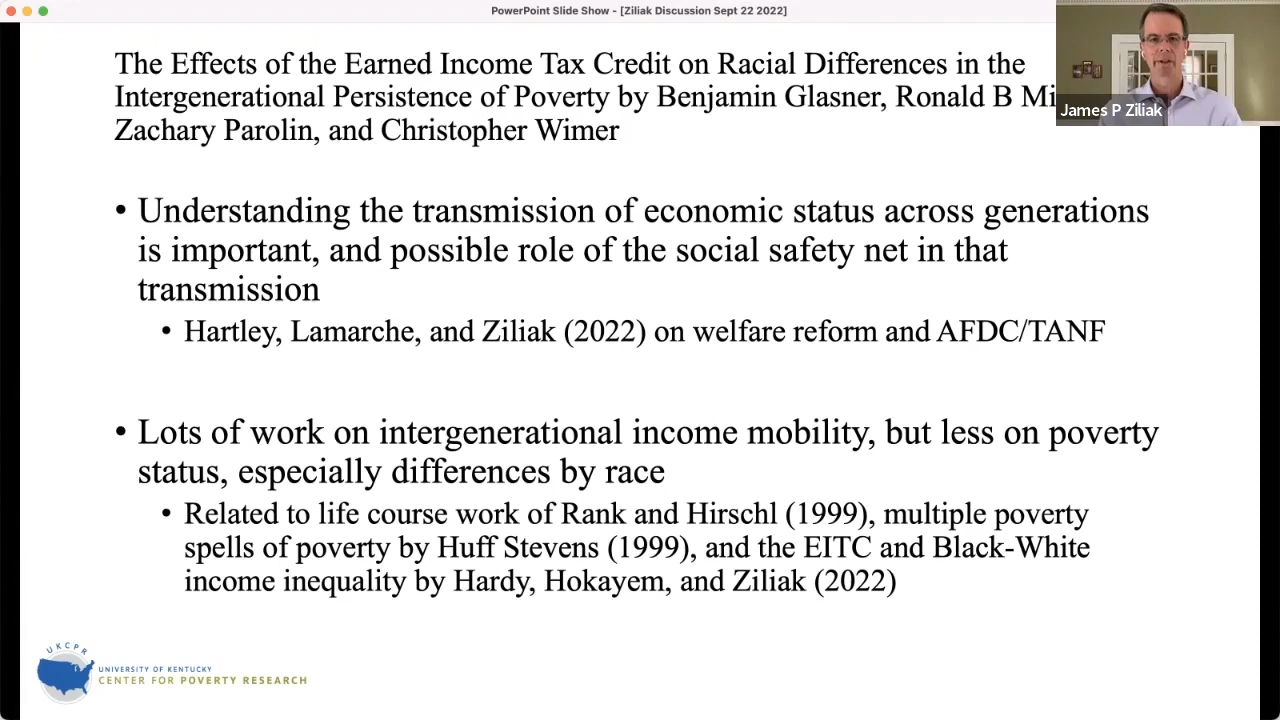 PowerPoint Slide Show - [Ziliak Discussion Sept 22 2022]
The Effects of the Earned Income Tax Credit on Racial Differences in the
Intergenerational Persistence of Poverty by Benjamin Glasner, Ronald B
Zachary Parolin, and Christopher Wimer
James P Ziliak
• Understanding the transmission of economic status across generations
is important, and possible role of the social safety net in that
transmission
• Hartley, Lamarche, and Ziliak (2022) on welfare reform and AFDC/TANF
• Lots of work on intergenerational income mobility, but less on poverty
status, especially differences by race
• Related to life course work of Rank and Hirschl (1999), multiple poverty
spells of poverty by Huff Stevens (1999), and the EITC and Black-White
income inequality by Hardy, Hokayem, and Ziliak (2022)
UKCPR
UNIVERSITY OF KENTUCKY
CENTER FOR POVERTY RESEARCH